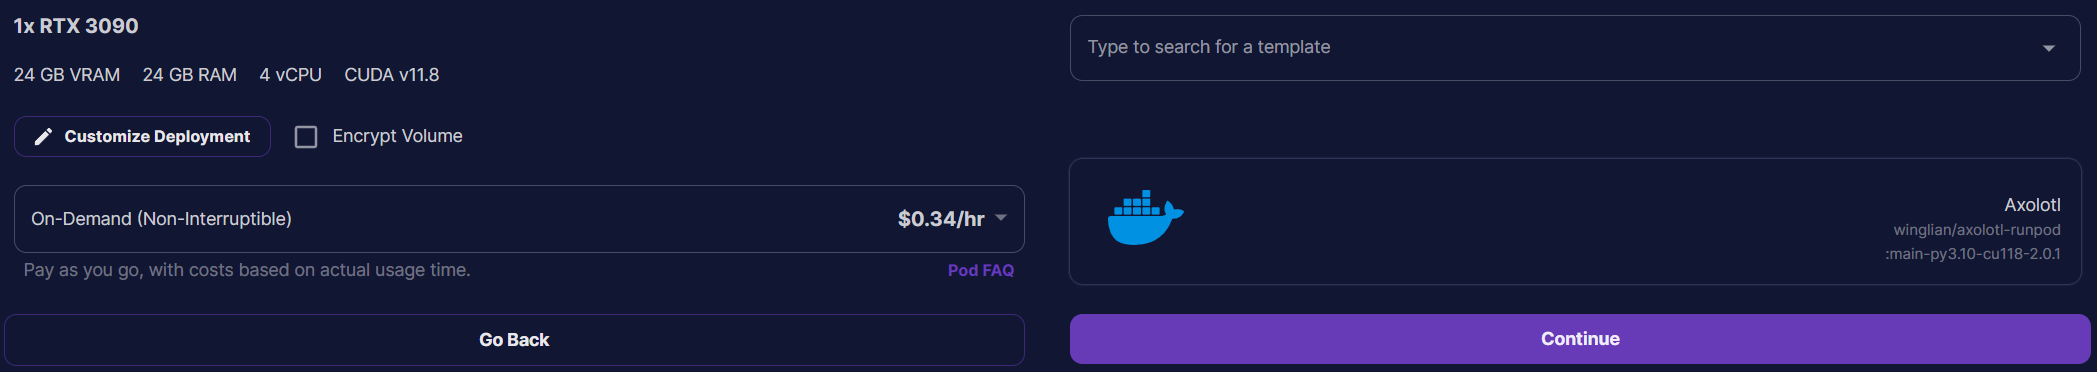 1x RTX 3090
24 GB VRAM 24 GB RAM 4 vCPU CUDA v11.8
Customize Deployment
Encrypt Volume
On-Demand (Non-Interruptible) $0.34/hr
Pay as you go, with costs based on actual usage time. Pod FAQ
Go Back
Type to search for a template
Axolotl
winglian/axolotl-runpod
:main-py3.10-cu118-2.0.1
Continue